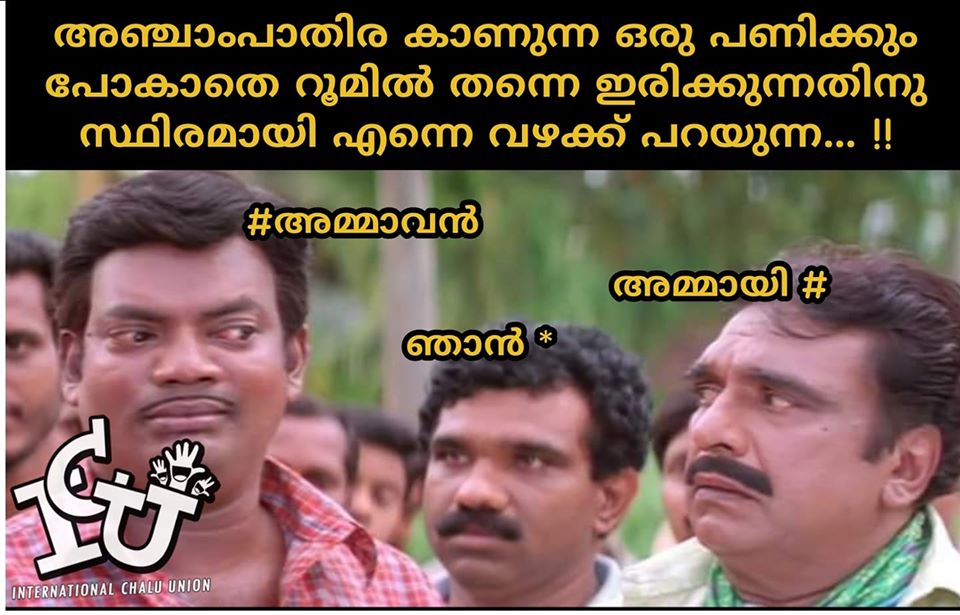 അഞ്ചാംപാതിര കാണുന്ന ഒരു പണിക്കും
പോകാതെ റൂമിൽ തന്നെ ഇരിക്കുന്നതിനു
സ്ഥിരമായി എന്നെ വഴക്ക് പറയുന്ന... !!
#അമ്മാവൻ
അമ്മായി #
ഞാൻ *
ICU
INTERNATIONAL CHALU UNION